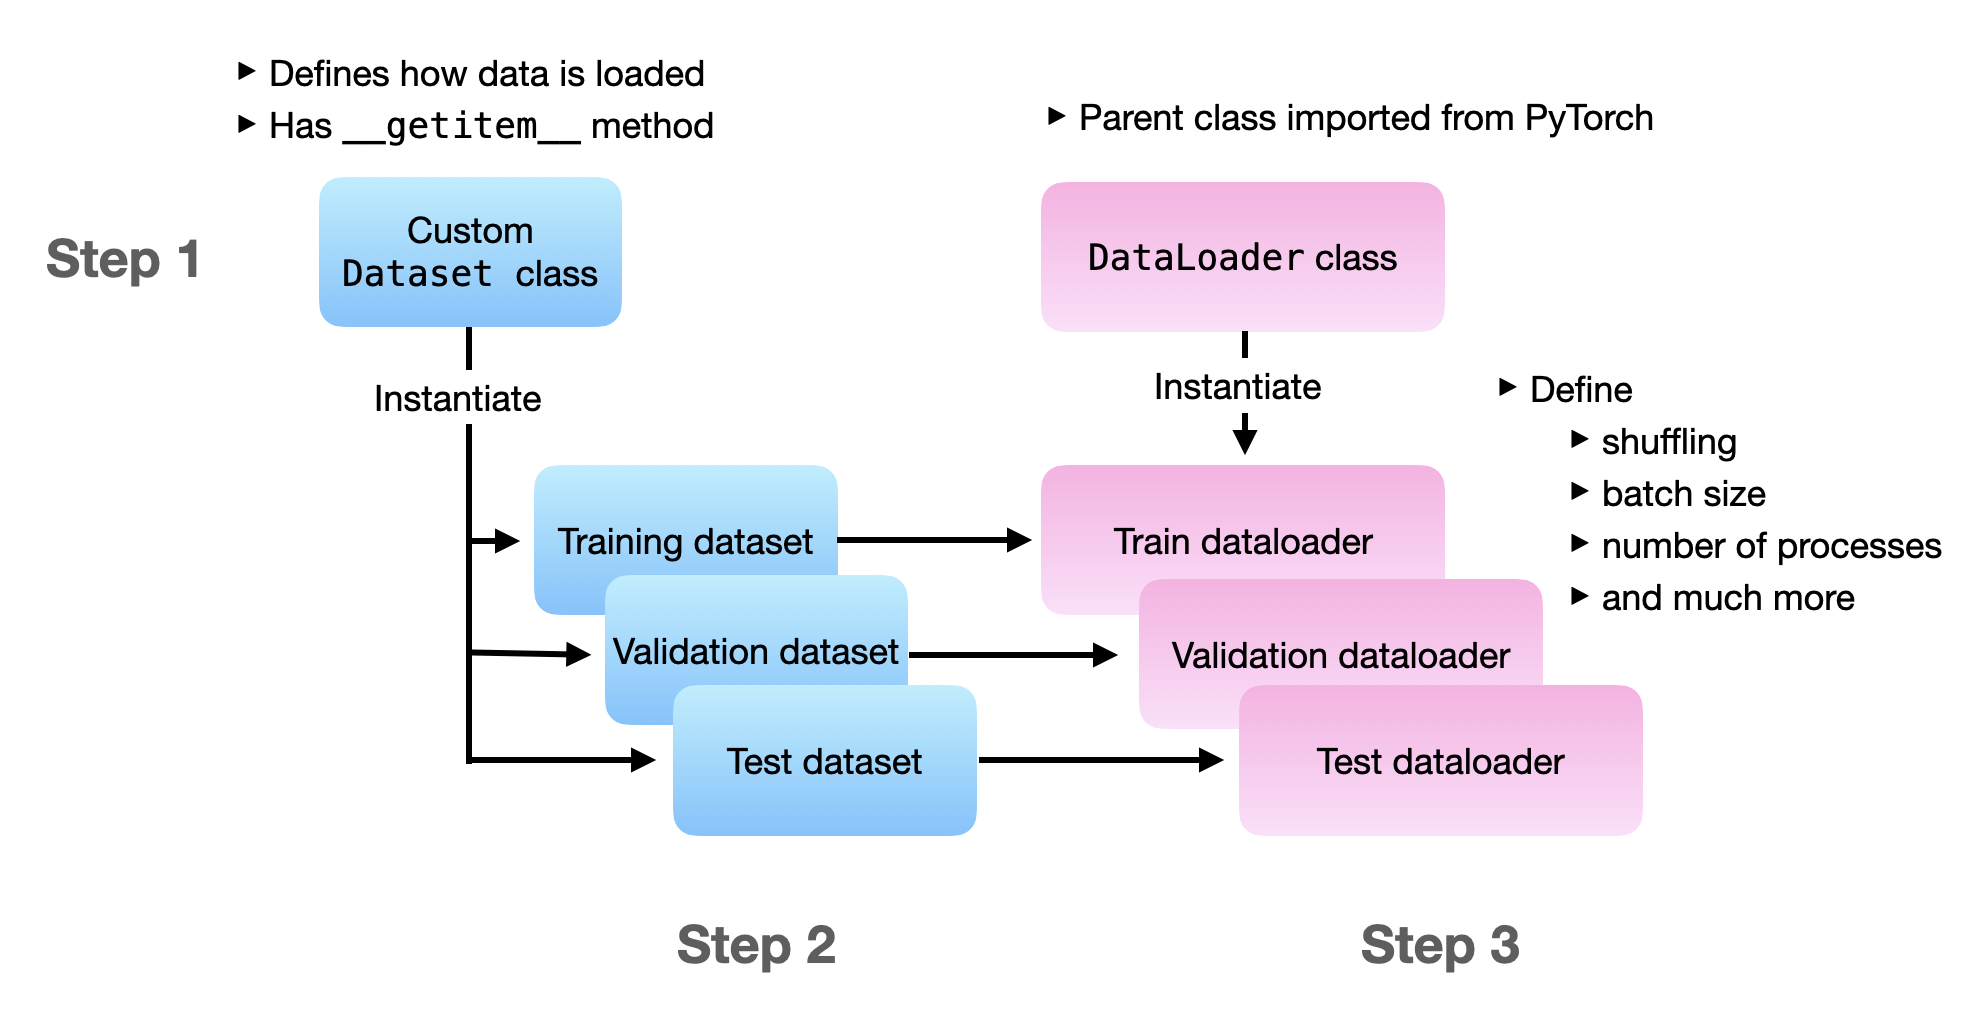 ▸ Defines how data is loaded
▸ Has __getitem__ method
▸ Parent class imported from PyTorch
Step 1
Custom
Dataset class
DataLoader class
Instantiate
Instantiate
▸ Define
▸ shuffling
▸ batch size
▸ number of processes
▸ and much more
Training dataset
Train dataloader
Validation dataset
Validation dataloader
Test dataset
Test dataloader
Step 2
Step 3